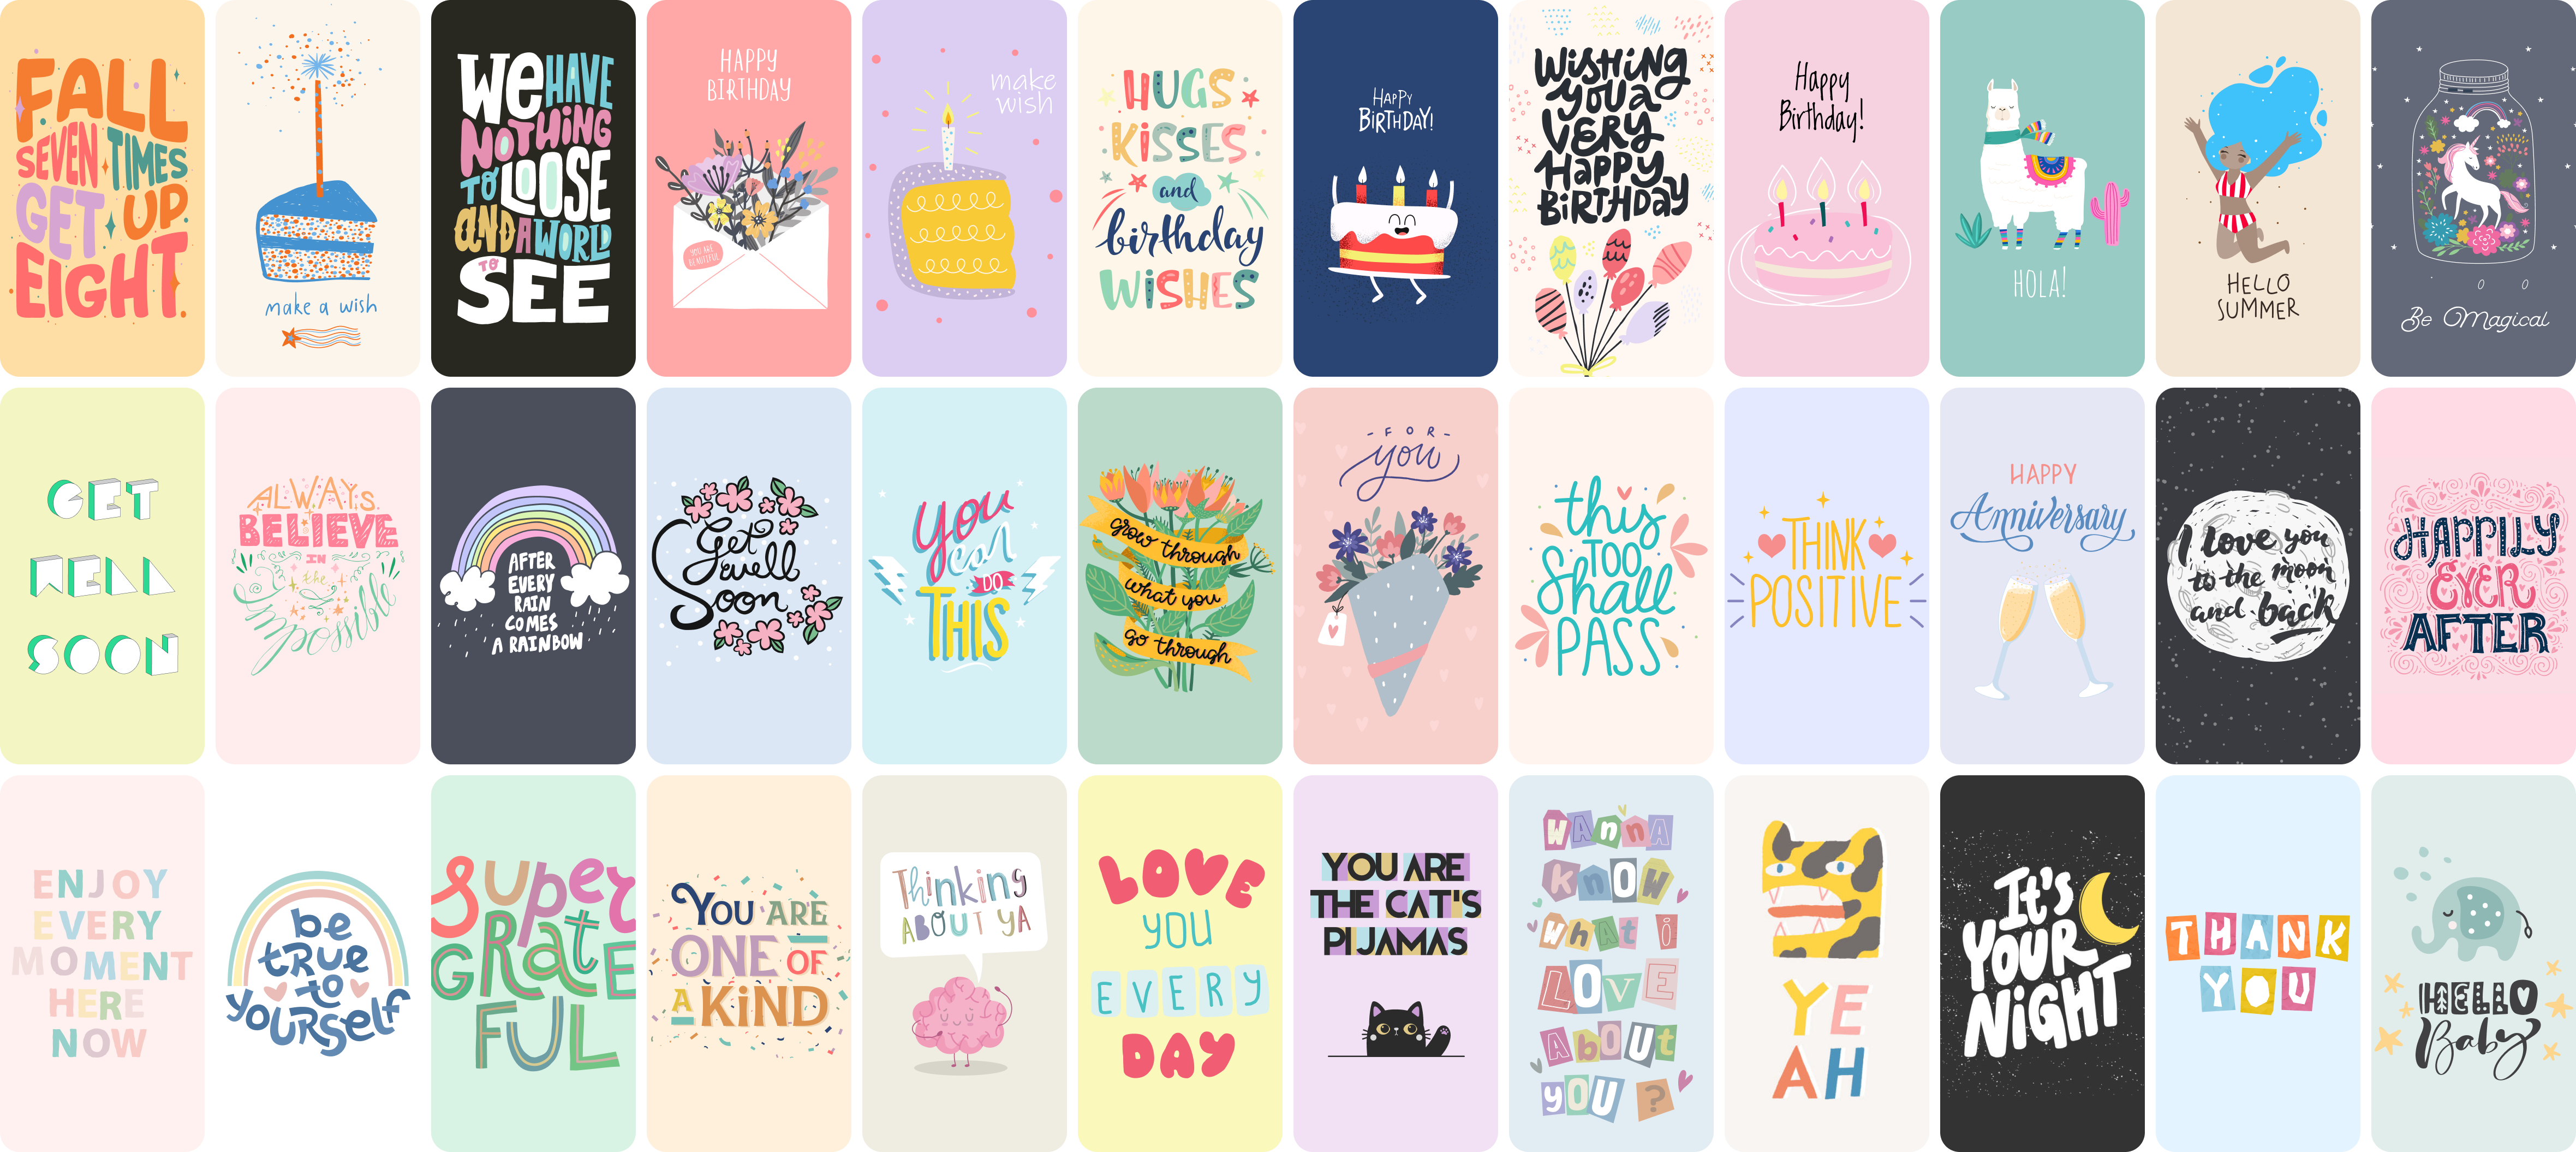 FALL
SEVEN TIMES
GET UP.
EIGHT.
make a wish
We HAVE
NOTHING
TO LOOSE
AND A WORLD
TO
SEE
HAPPY
BIRTHDAY
YOU ARE
BEAUTIFUL
make
wish
HUGS
KISSES
and
birthday
WISHES
HAPPY
BIRTHDAY!
WISHING
you a
VERY
HAPPY
BIRTHDAY
Happy
Birthday!
HOLA!
HELLO
SUMMER
Be Magical
GET
WELL
SOON
ALWAYS
BELIEVE
IN
the
impossible
AFTER
EVERY
RAIN
COMES
A RAINBOW
Get
well
Soon
you
can
DO
THIS
grow through
what you
go through
- FOR -
you
this
TOO
Shall
PASS
THINK
POSITIVE
HAPPY
Anniversary
I love you
to the moon
and back
HAPPILY
EVER
AFTER
ENJOY
EVERY
MOMENT
HERE
NOW
be
true
to
yourself
SUPER
GRATE
FUL
YOU ARE
ONE OF
A KIND
Thinking
ABOUT YA
LOVE
YOU
EVERY
DAY
YOU ARE
THE CAT'S
PIJAMAS
WANNA
KNOW
WhAt i
LOVE
AbOUt
YOU ?
YE
AH
It's
YOUR
NiGHT
THANK
YOU
HELLO
Baby